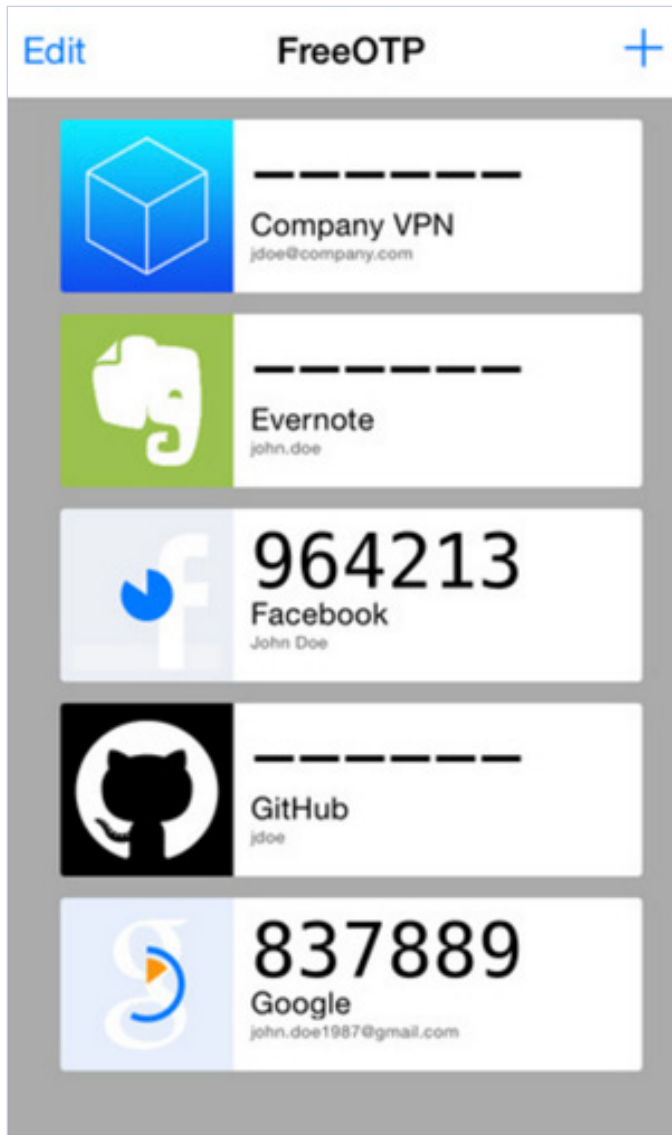 Edit FreeOTP +
------
Company VPN
jdoe@company.com
------
Evernote
john.doe
964213
Facebook
John Doe
------
GitHub
jdoe
837889
Google
john.doe1987@gmail.com